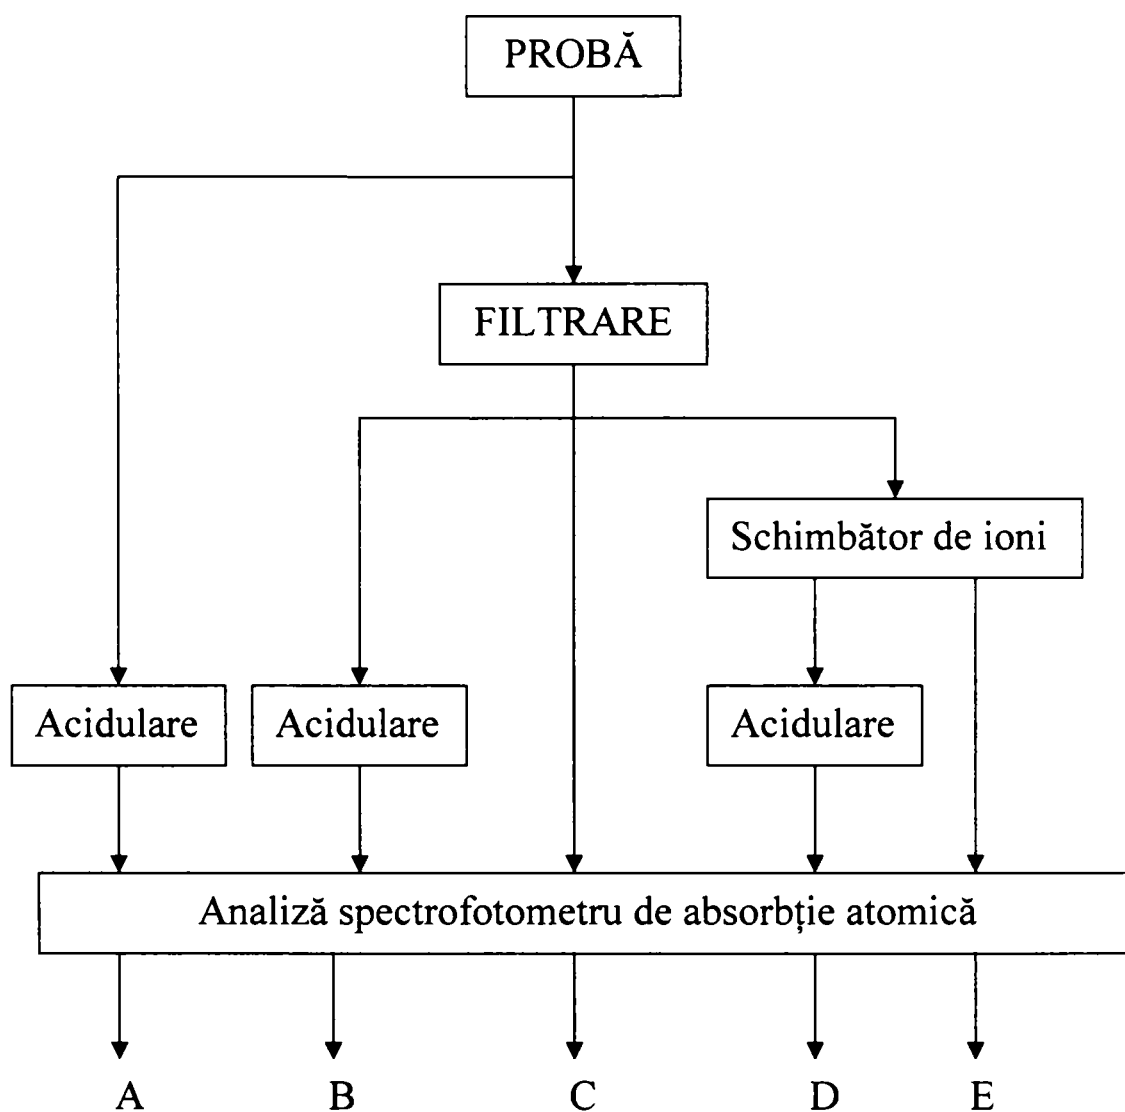 PROBĂ
FILTRARE
Schimbător de ioni
Acidulare
Acidulare
Acidulare
Analiză spectrofotometru de absorbție atomică
A
B
C
D
E